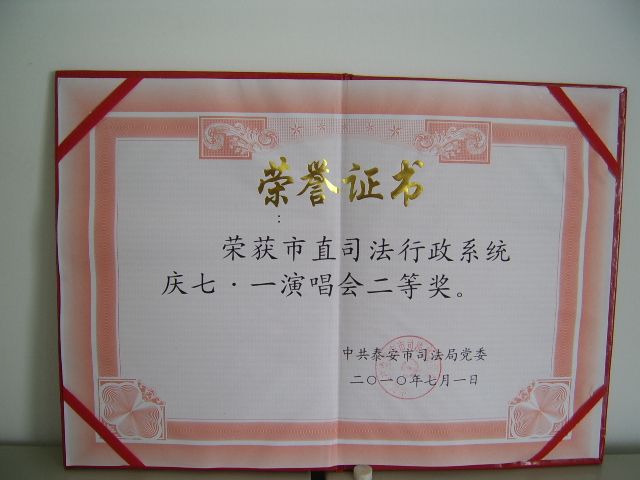 荣誉证书
:
荣获市直司法行政系统
庆七·一演唱会二等奖。
中共泰安市司法局党委
二〇一〇年七月一日